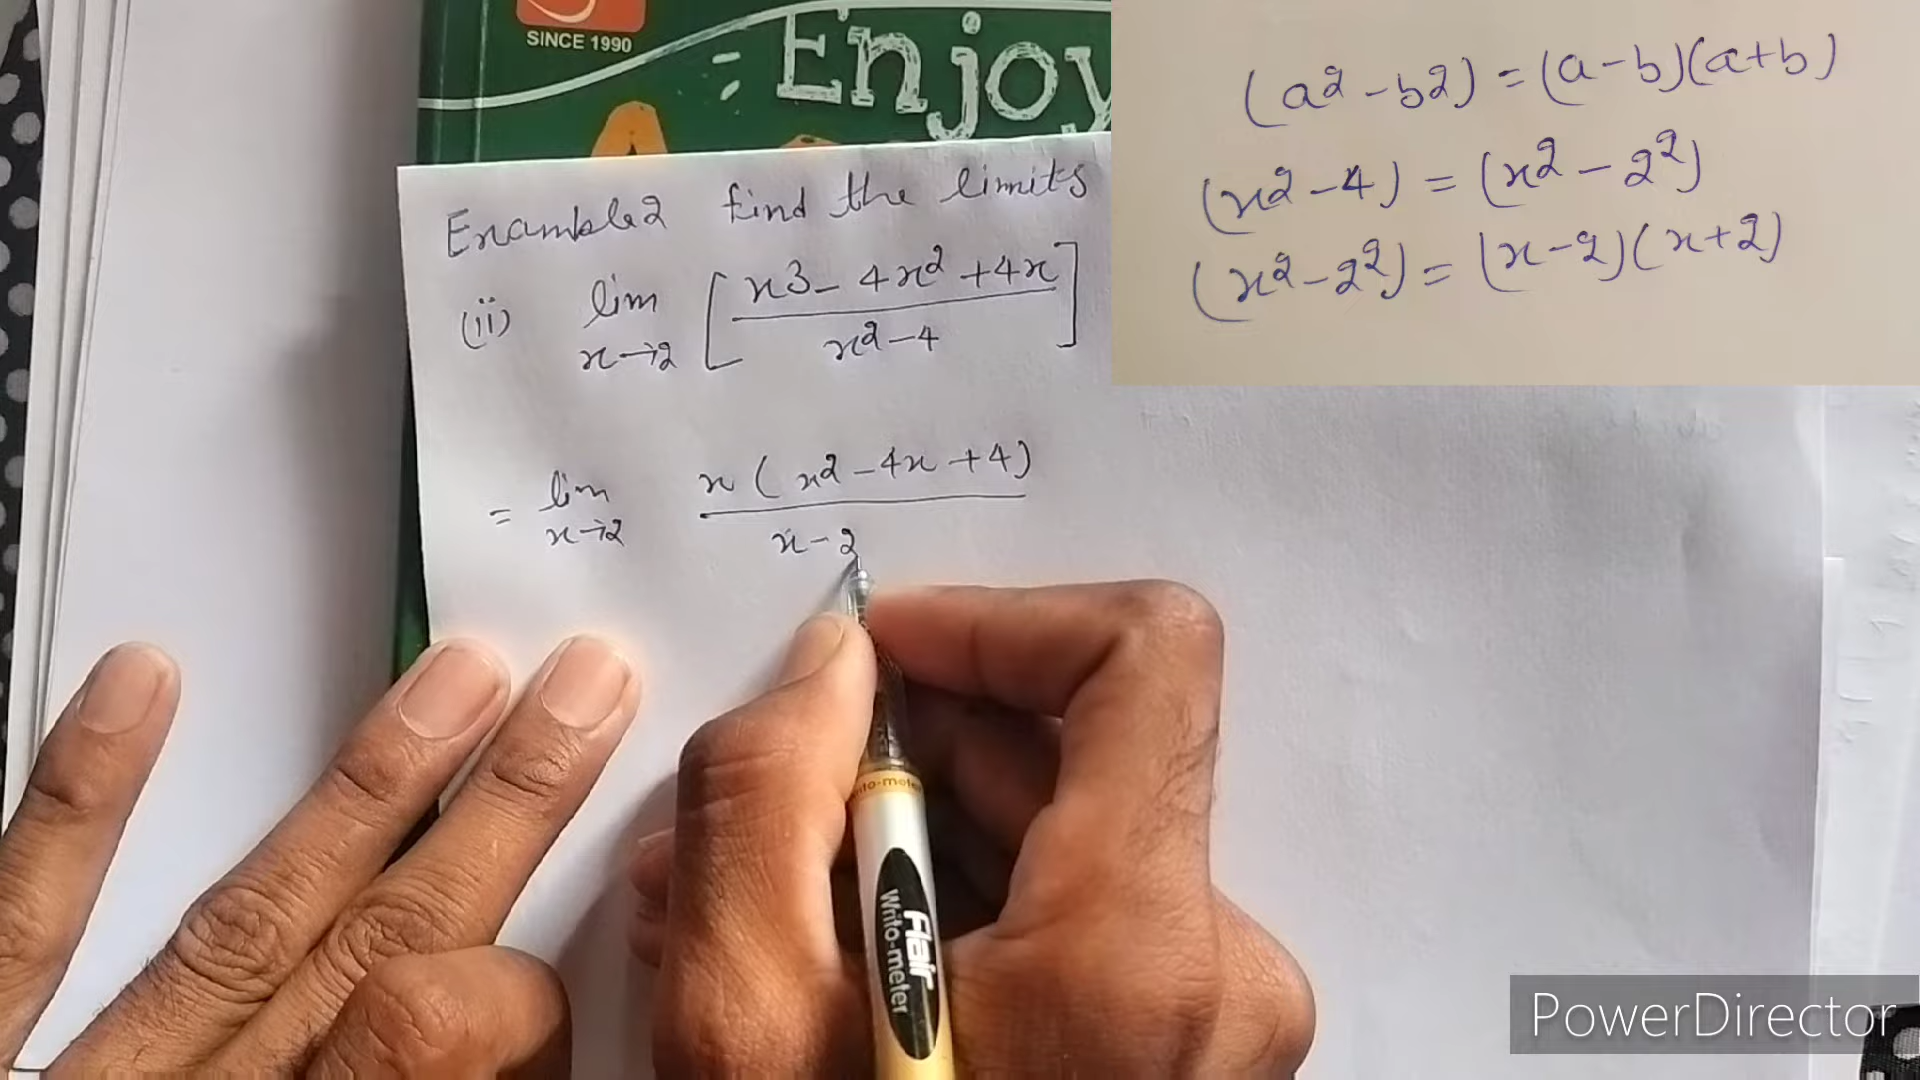 SINCE 1990
Enjoy
Example2 find the limits
(ii) lim [ x3 - 4x² + 4x ]
x→2 x2 - 4
= lim x ( x2 - 4x + 4 )
x→2 x - 2
(a2 - b2) = (a - b)(a + b)
(x2 - 4) = (x2 - 2²)
(x2 - 2²) = (x - 2)(x + 2)
Flair
Writo-meter
PowerDirector